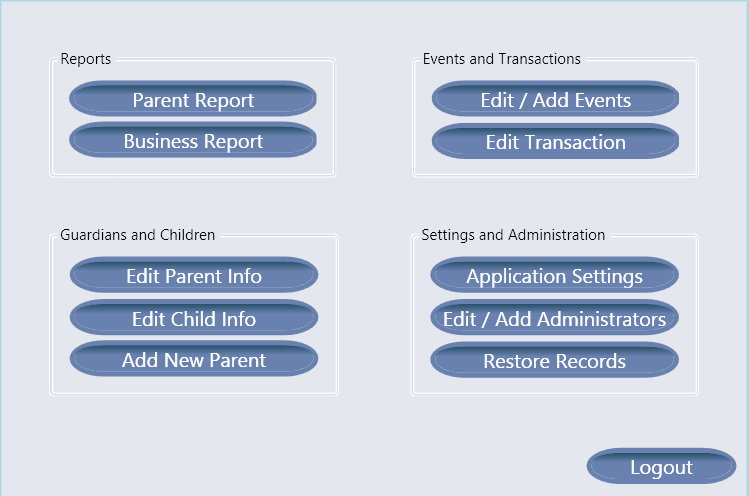 Reports
Parent Report
Business Report
Events and Transactions
Edit / Add Events
Edit Transaction
Guardians and Children
Edit Parent Info
Edit Child Info
Add New Parent
Settings and Administration
Application Settings
Edit / Add Administrators
Restore Records
Logout